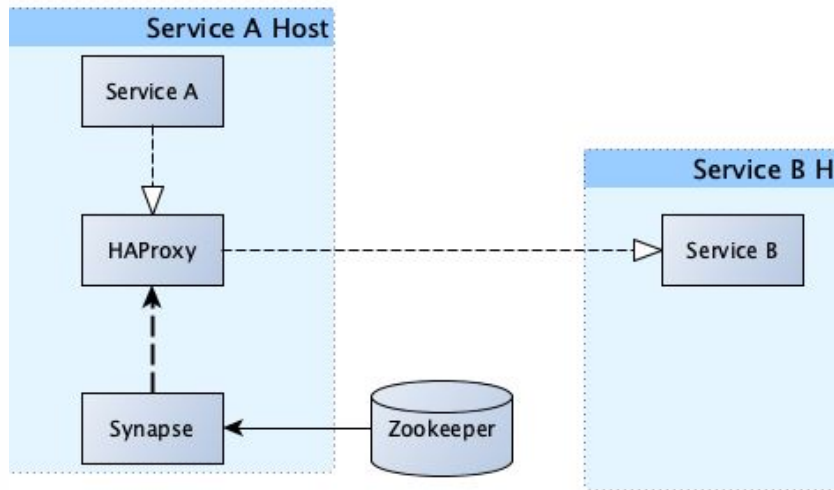 Service A Host
Service A
Service B H
HAProxy
Service B
Synapse
Zookeeper